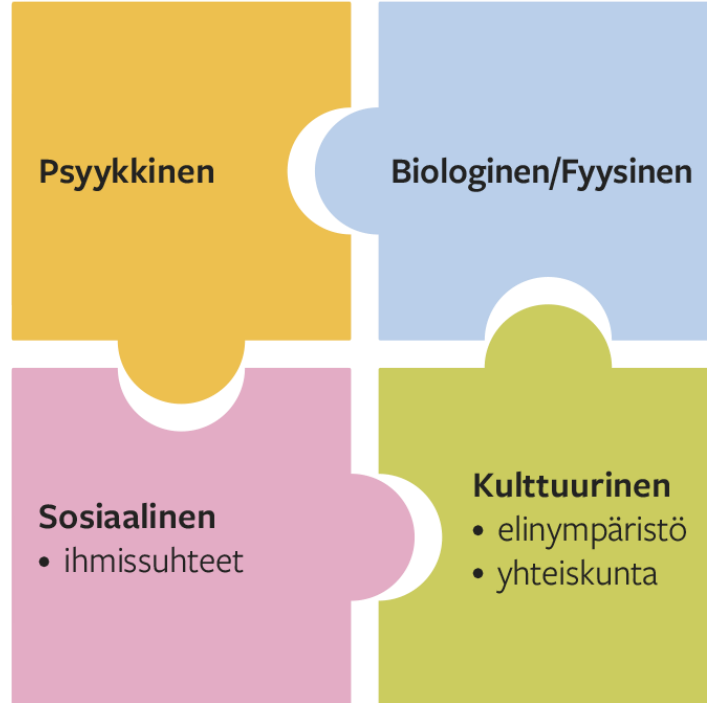 Psyykkinen
Biologinen/Fyysinen
Sosiaalinen
• ihmissuhteet
Kulttuurinen
• elinympäristö
• yhteiskunta